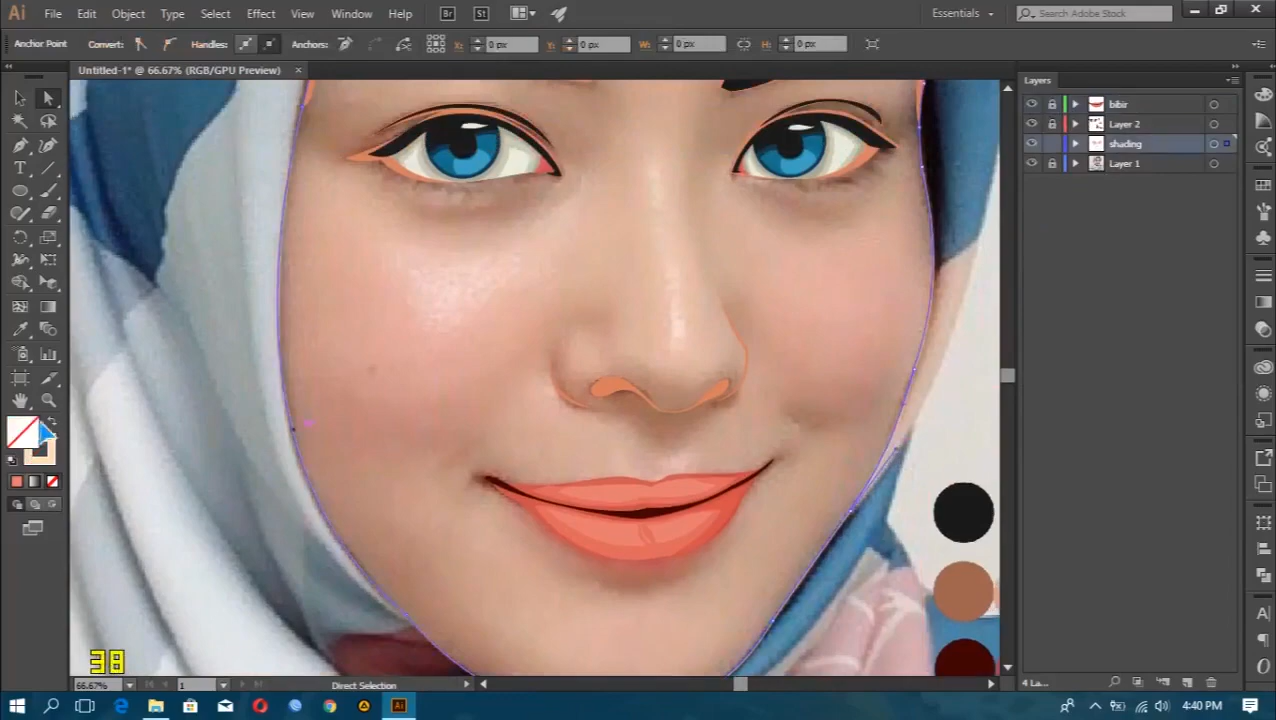 Ai File Edit Object Type Select Effect View Window Help Br St Essentials Search Adobe Stock
Anchor Point Convert: Handles: Anchors: X: 0 px Y: 0 px W: 0 px H: 0 px
Untitled-1* @ 66.67% (RGB/GPU Preview) ×
Layers
bibir
Layer 2
shading
Layer 1
38
66.67% 1 Direct Selection 4 La...
Ai 4:40 PM